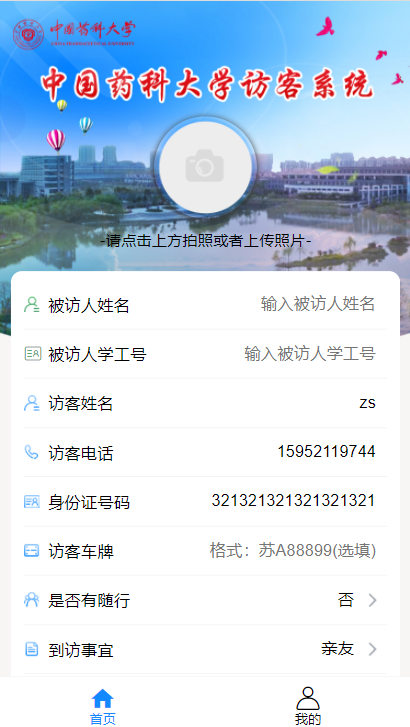 中国药科大学
CHINA PHARMACEUTICAL UNIVERSITY
中国药科大学访客系统
-请点击上方拍照或者上传照片-
被访人姓名 输入被访人姓名
被访人学工号 输入被访人学工号
访客姓名 zs
访客电话 15952119744
身份证号码 321321321321321321
访客车牌 格式：苏A88899(选填)
是否有随行 否
到访事宜 亲友
首页 我的